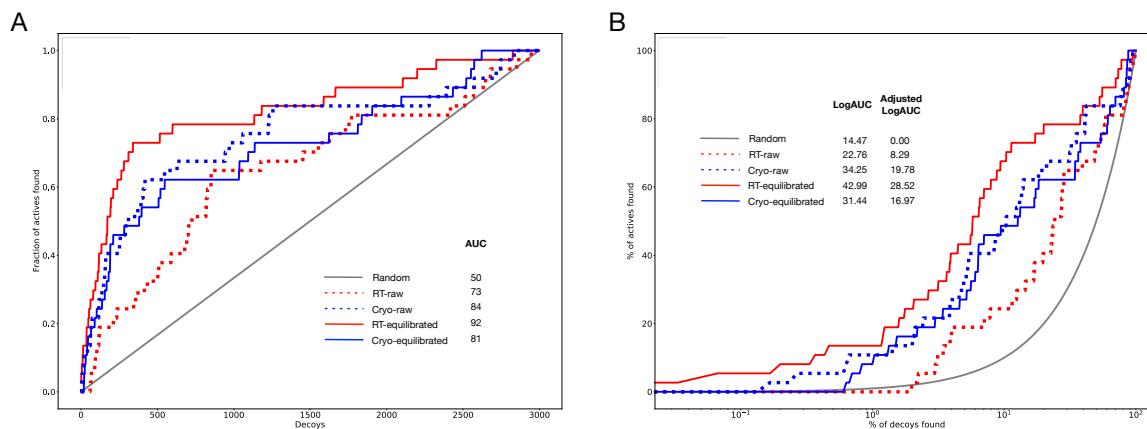 A
B
1.0
0.8
0.6
0.4
0.2
0.0
Fraction of actives found
AUC
Random 50
RT-raw 73
Cryo-raw 84
RT-equilibrated 92
Cryo-equilibrated 81
0 500 1000 1500 2000 2500 3000
Decoys
100
80
60
40
20
0
% of actives found
LogAUC Adjusted
LogAUC
Random 14.47 0.00
RT-raw 22.76 8.29
Cryo-raw 34.25 19.78
RT-equilibrated 42.99 28.52
Cryo-equilibrated 31.44 16.97
10⁻¹ 10⁰ 10¹ 10²
% of decoys found